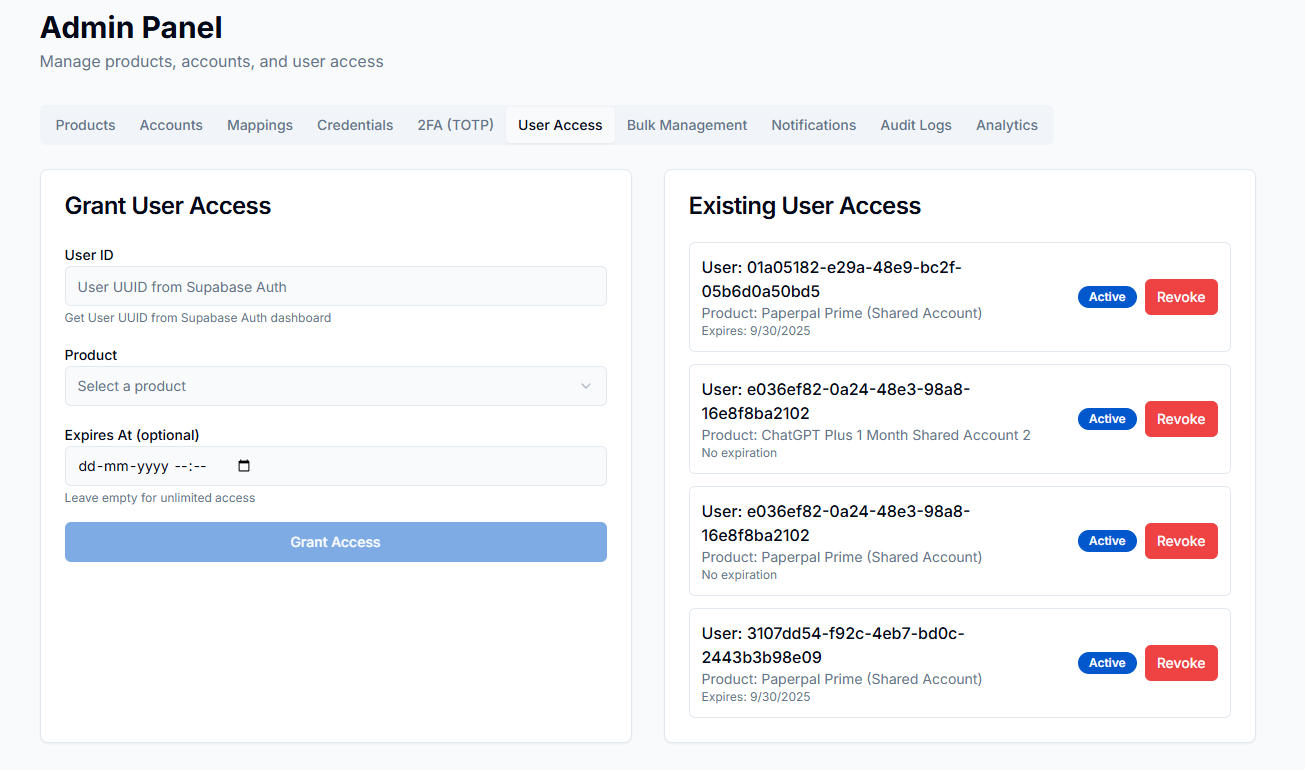 Admin Panel
Manage products, accounts, and user access
Products Accounts Mappings Credentials 2FA (TOTP) User Access Bulk Management Notifications Audit Logs Analytics
Grant User Access
User ID
User UUID from Supabase Auth
Get User UUID from Supabase Auth dashboard
Product
Select a product
Expires At (optional)
dd-mm-yyyy --:--
Leave empty for unlimited access
Grant Access
Existing User Access
User: 01a05182-e29a-48e9-bc2f-
05b6d0a50bd5
Product: Paperpal Prime (Shared Account)
Expires: 9/30/2025
Active Revoke
User: e036ef82-0a24-48e3-98a8-
16e8f8ba2102
Product: ChatGPT Plus 1 Month Shared Account 2
No expiration
Active Revoke
User: e036ef82-0a24-48e3-98a8-
16e8f8ba2102
Product: Paperpal Prime (Shared Account)
No expiration
Active Revoke
User: 3107dd54-f92c-4eb7-bd0c-
2443b3b98e09
Product: Paperpal Prime (Shared Account)
Expires: 9/30/2025
Active Revoke